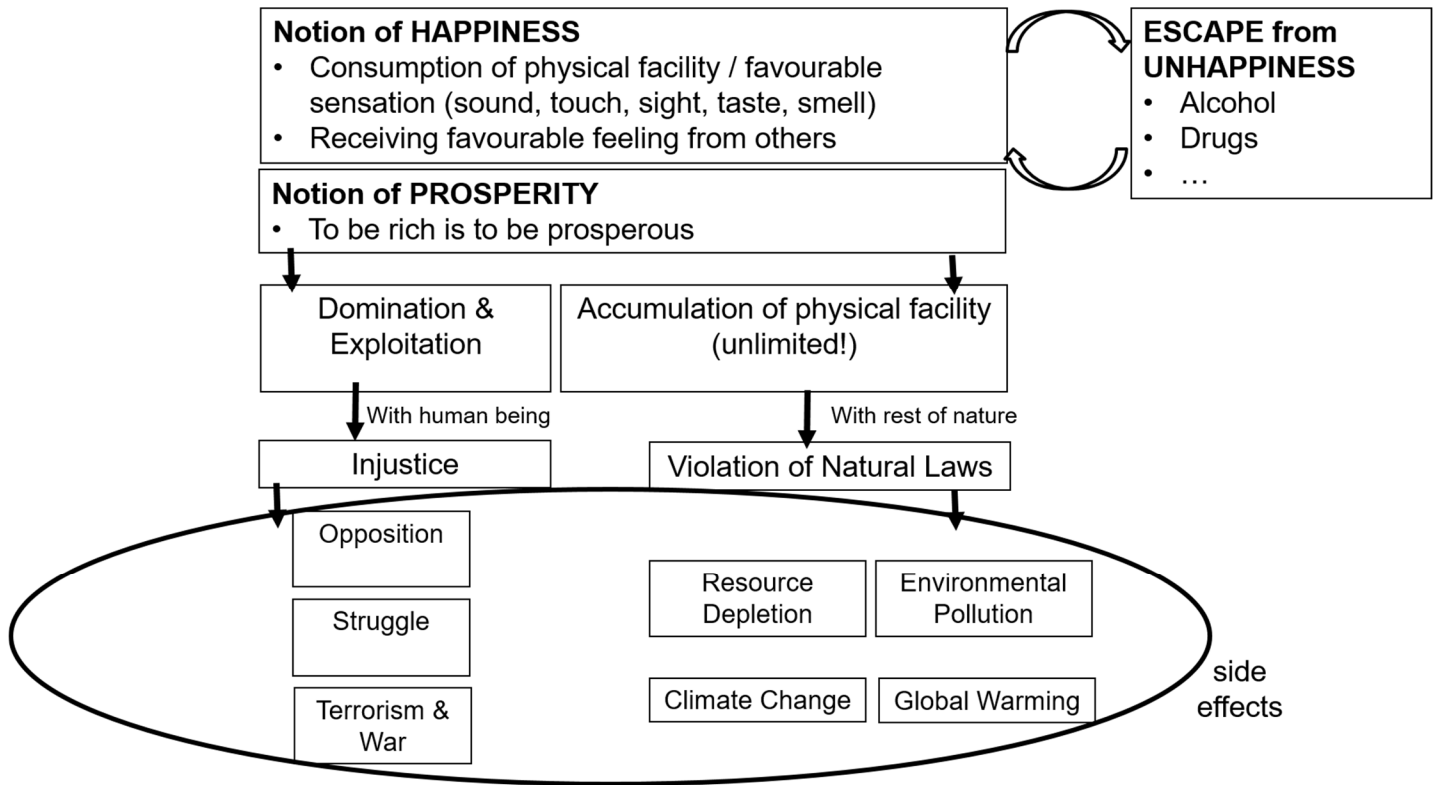 Notion of HAPPINESS
• Consumption of physical facility / favourable
sensation (sound, touch, sight, taste, smell)
• Receiving favourable feeling from others
ESCAPE from
UNHAPPINESS
• Alcohol
• Drugs
• …
Notion of PROSPERITY
• To be rich is to be prosperous
Domination &
Exploitation
Accumulation of physical facility
(unlimited!)
With human being
With rest of nature
Injustice
Violation of Natural Laws
Opposition
Struggle
Terrorism &
War
Resource
Depletion
Environmental
Pollution
Climate Change
Global Warming
side
effects